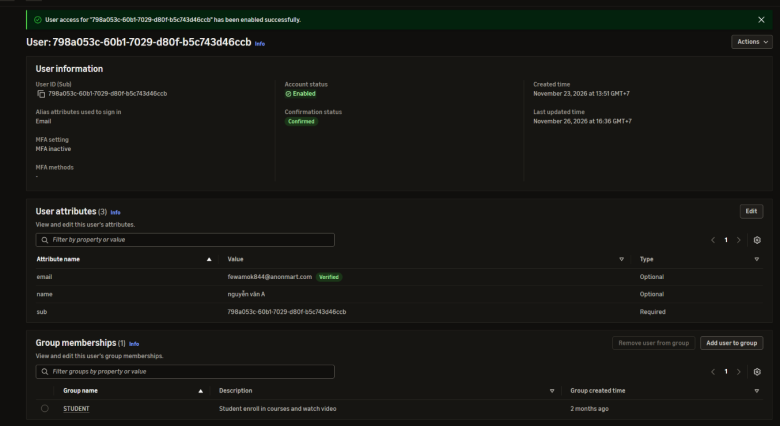 User access for "798a053c-60b1-7029-d80f-b5c743d46ccb" has been enabled successfully.
User: 798a053c-60b1-7029-d80f-b5c743d46ccb Info
Actions
User information
User ID (Sub)
798a053c-60b1-7029-d80f-b5c743d46ccb
Alias attributes used to sign in
Email
MFA setting
MFA inactive
MFA methods
-
Account status
Enabled
Confirmation status
Confirmed
Created time
November 23, 2026 at 13:51 GMT+7
Last updated time
November 26, 2026 at 16:36 GMT+7
User attributes (3) Info
Edit
View and edit this user's attributes.
Filter by property or value
1
Attribute name Value Type
email fewamok844@anonmart.com Verified Optional
name nguyễn văn A Optional
sub 798a053c-60b1-7029-d80f-b5c743d46ccb Required
Group memberships (1) Info
Remove user from group Add user to group
View and edit this user's group memberships.
Filter groups by property or value
1
Group name Description Group created time
STUDENT Student enroll in courses and watch video 2 months ago